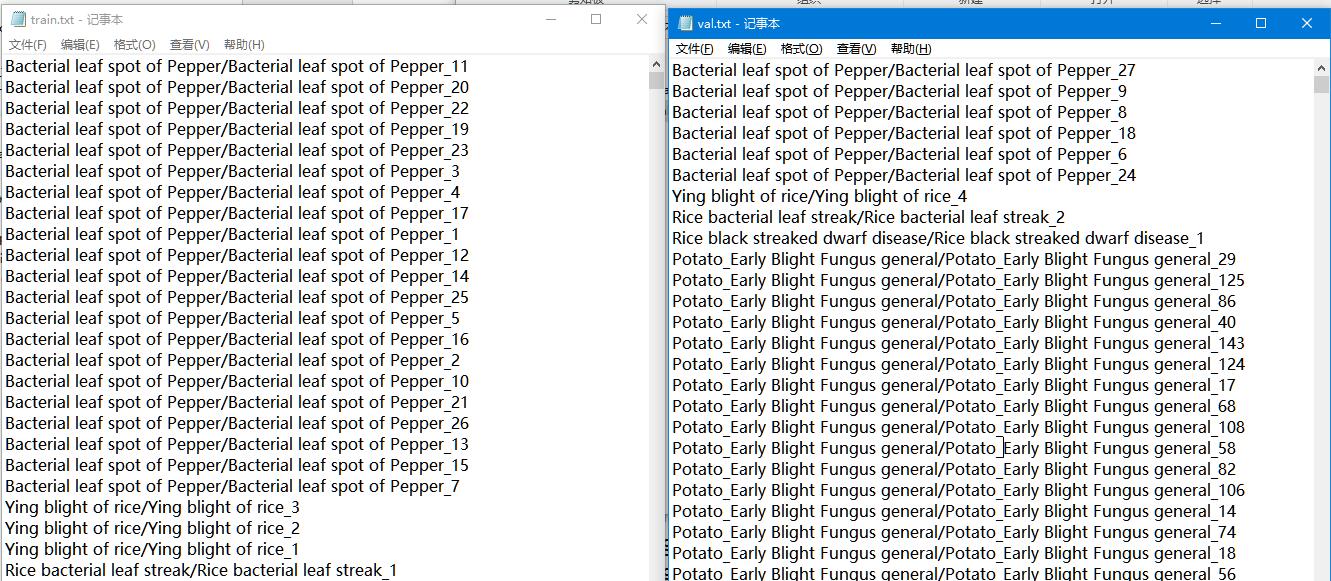 train.txt - 记事本
文件(F) 编辑(E) 格式(O) 查看(V) 帮助(H)
Bacterial leaf spot of Pepper/Bacterial leaf spot of Pepper_11
Bacterial leaf spot of Pepper/Bacterial leaf spot of Pepper_20
Bacterial leaf spot of Pepper/Bacterial leaf spot of Pepper_22
Bacterial leaf spot of Pepper/Bacterial leaf spot of Pepper_19
Bacterial leaf spot of Pepper/Bacterial leaf spot of Pepper_23
Bacterial leaf spot of Pepper/Bacterial leaf spot of Pepper_3
Bacterial leaf spot of Pepper/Bacterial leaf spot of Pepper_4
Bacterial leaf spot of Pepper/Bacterial leaf spot of Pepper_17
Bacterial leaf spot of Pepper/Bacterial leaf spot of Pepper_1
Bacterial leaf spot of Pepper/Bacterial leaf spot of Pepper_12
Bacterial leaf spot of Pepper/Bacterial leaf spot of Pepper_14
Bacterial leaf spot of Pepper/Bacterial leaf spot of Pepper_25
Bacterial leaf spot of Pepper/Bacterial leaf spot of Pepper_5
Bacterial leaf spot of Pepper/Bacterial leaf spot of Pepper_16
Bacterial leaf spot of Pepper/Bacterial leaf spot of Pepper_2
Bacterial leaf spot of Pepper/Bacterial leaf spot of Pepper_10
Bacterial leaf spot of Pepper/Bacterial leaf spot of Pepper_21
Bacterial leaf spot of Pepper/Bacterial leaf spot of Pepper_26
Bacterial leaf spot of Pepper/Bacterial leaf spot of Pepper_13
Bacterial leaf spot of Pepper/Bacterial leaf spot of Pepper_15
Bacterial leaf spot of Pepper/Bacterial leaf spot of Pepper_7
Ying blight of rice/Ying blight of rice_3
Ying blight of rice/Ying blight of rice_2
Ying blight of rice/Ying blight of rice_1
Rice bacterial leaf streak/Rice bacterial leaf streak_1
val.txt - 记事本
文件(F) 编辑(E) 格式(O) 查看(V) 帮助(H)
Bacterial leaf spot of Pepper/Bacterial leaf spot of Pepper_27
Bacterial leaf spot of Pepper/Bacterial leaf spot of Pepper_9
Bacterial leaf spot of Pepper/Bacterial leaf spot of Pepper_8
Bacterial leaf spot of Pepper/Bacterial leaf spot of Pepper_18
Bacterial leaf spot of Pepper/Bacterial leaf spot of Pepper_6
Bacterial leaf spot of Pepper/Bacterial leaf spot of Pepper_24
Ying blight of rice/Ying blight of rice_4
Rice bacterial leaf streak/Rice bacterial leaf streak_2
Rice black streaked dwarf disease/Rice black streaked dwarf disease_1
Potato_Early Blight Fungus general/Potato_Early Blight Fungus general_29
Potato_Early Blight Fungus general/Potato_Early Blight Fungus general_125
Potato_Early Blight Fungus general/Potato_Early Blight Fungus general_86
Potato_Early Blight Fungus general/Potato_Early Blight Fungus general_40
Potato_Early Blight Fungus general/Potato_Early Blight Fungus general_143
Potato_Early Blight Fungus general/Potato_Early Blight Fungus general_124
Potato_Early Blight Fungus general/Potato_Early Blight Fungus general_17
Potato_Early Blight Fungus general/Potato_Early Blight Fungus general_68
Potato_Early Blight Fungus general/Potato_Early Blight Fungus general_108
Potato_Early Blight Fungus general/Potato_Early Blight Fungus general_58
Potato_Early Blight Fungus general/Potato_Early Blight Fungus general_82
Potato_Early Blight Fungus general/Potato_Early Blight Fungus general_106
Potato_Early Blight Fungus general/Potato_Early Blight Fungus general_14
Potato_Early Blight Fungus general/Potato_Early Blight Fungus general_74
Potato_Early Blight Fungus general/Potato_Early Blight Fungus general_18
Potato_Early Blight Fungus general/Potato_Early Blight Fungus general_56